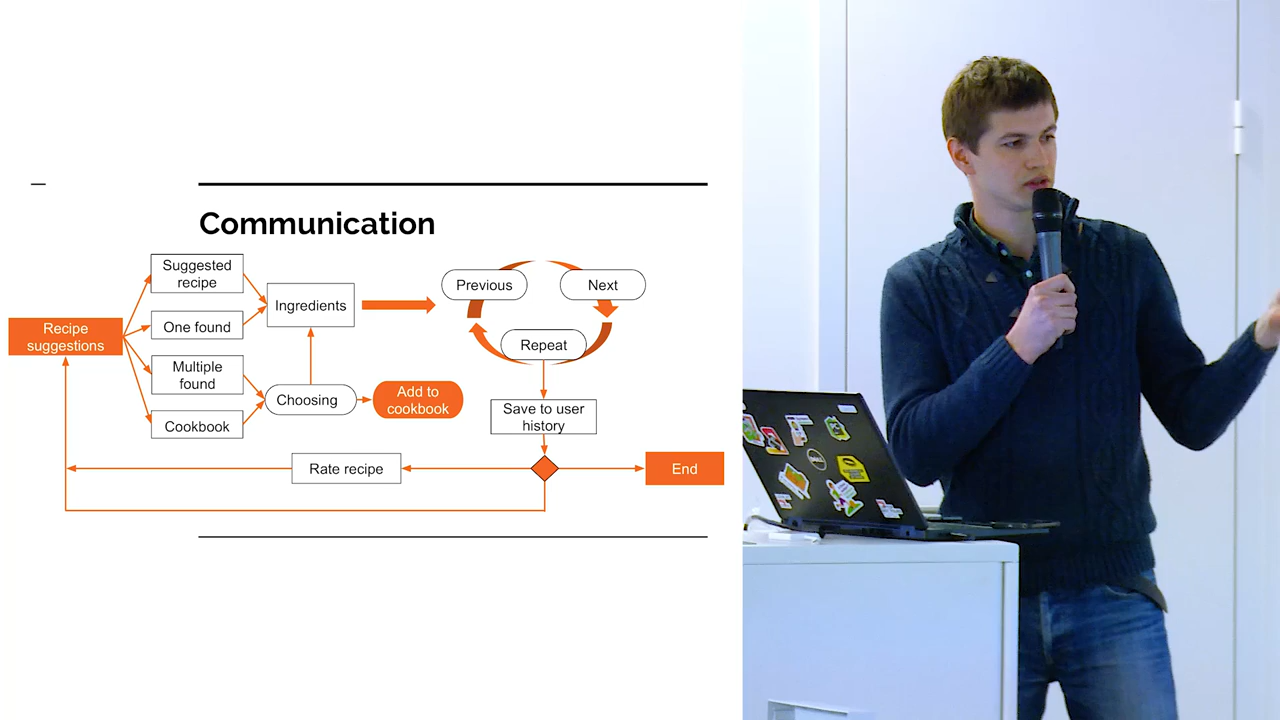 Communication
Suggested
recipe
One found
Multiple
found
Cookbook
Recipe
suggestions
Ingredients
Choosing
Add to
cookbook
Previous
Next
Repeat
Save to user
history
Rate recipe
End
DELL